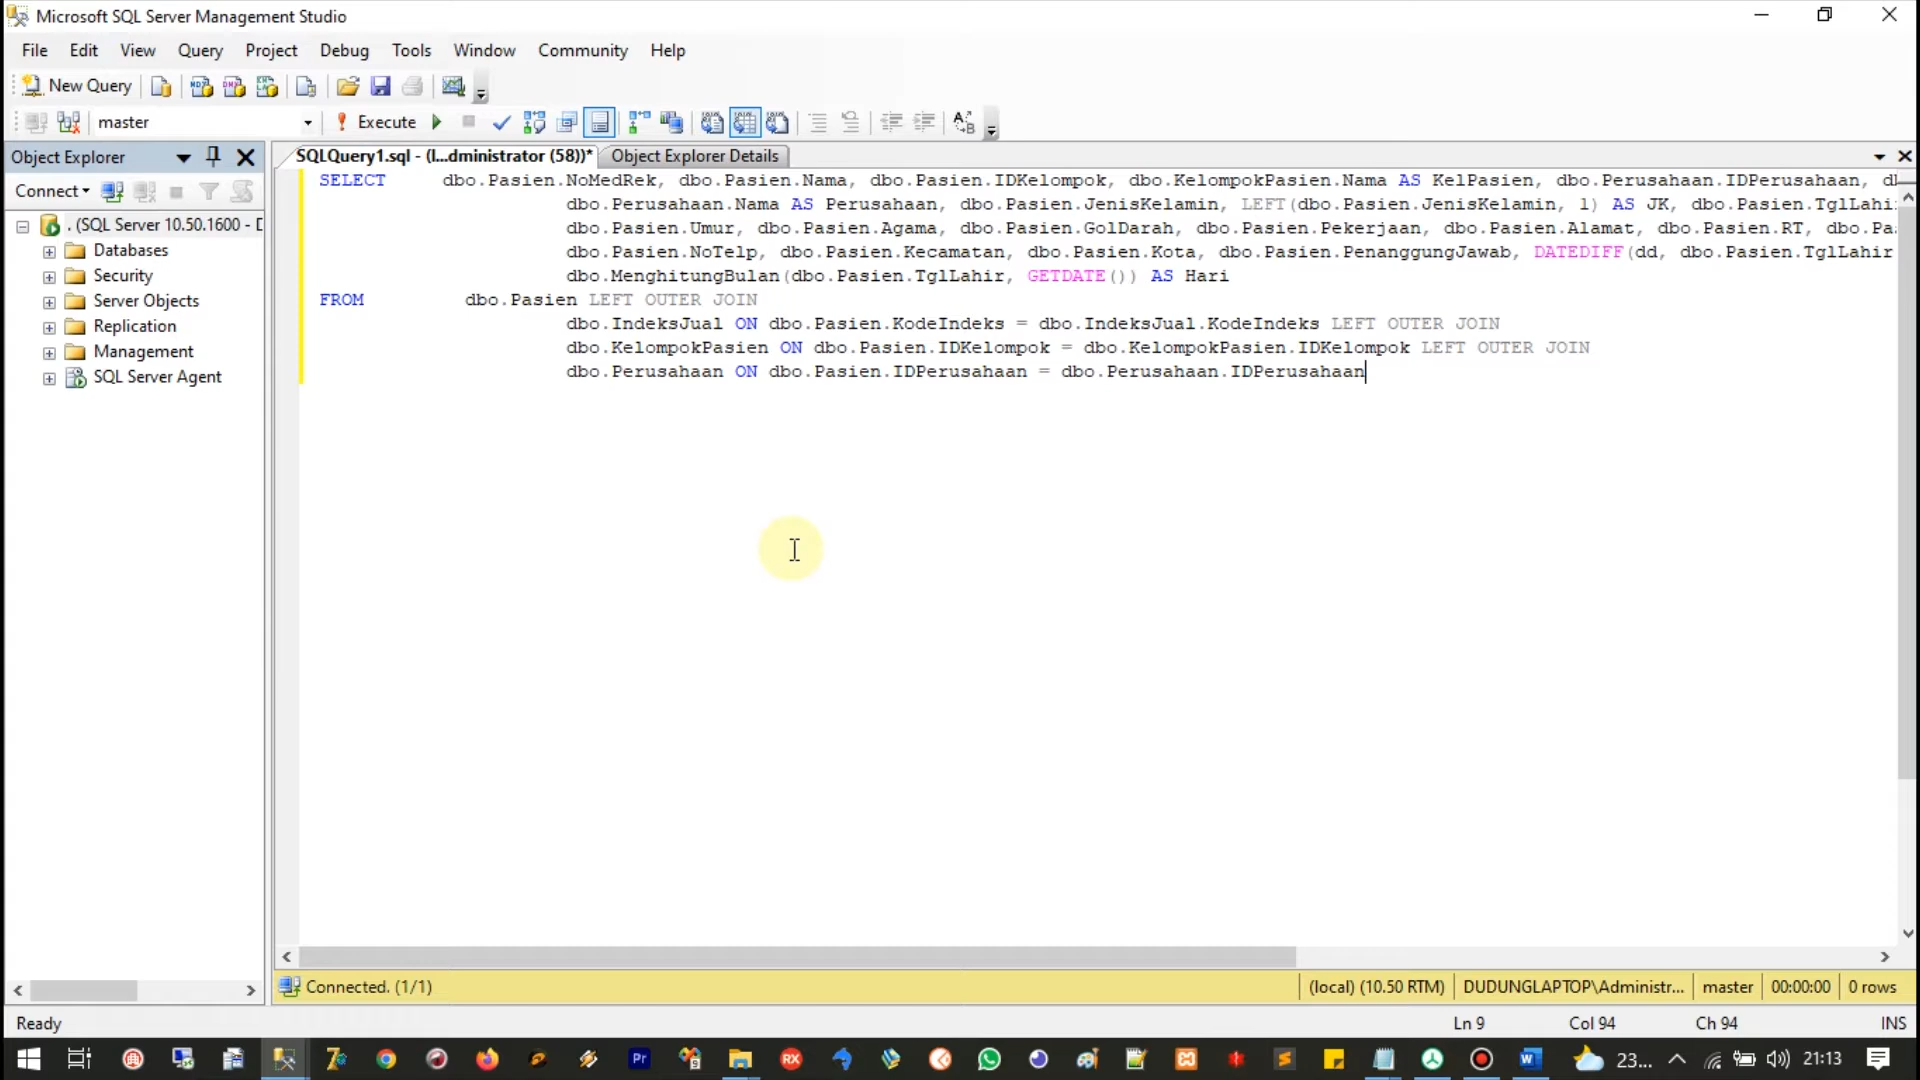 Microsoft SQL Server Management Studio
File Edit View Query Project Debug Tools Window Community Help
New Query
master Execute
Object Explorer
SQLQuery1.sql - (l...dministrator (58))* Object Explorer Details
Connect
. (SQL Server 10.50.1600 - D
Databases
Security
Server Objects
Replication
Management
SQL Server Agent
SELECT dbo.Pasien.NoMedRek, dbo.Pasien.Nama, dbo.Pasien.IDKelompok, dbo.KelompokPasien.Nama AS KelPasien, dbo.Perusahaan.IDPerusahaan,
dbo.Perusahaan.Nama AS Perusahaan, dbo.Pasien.JenisKelamin, LEFT(dbo.Pasien.JenisKelamin, 1) AS JK, dbo.Pasien.TglLahi
dbo.Pasien.Umur, dbo.Pasien.Agama, dbo.Pasien.GolDarah, dbo.Pasien.Pekerjaan, dbo.Pasien.Alamat, dbo.Pasien.RT, dbo.Pa
dbo.Pasien.NoTelp, dbo.Pasien.Kecamatan, dbo.Pasien.Kota, dbo.Pasien.PenanggungJawab, DATEDIFF(dd, dbo.Pasien.TglLahir
dbo.MenghitungBulan(dbo.Pasien.TglLahir, GETDATE()) AS Hari
FROM dbo.Pasien LEFT OUTER JOIN
dbo.IndeksJual ON dbo.Pasien.KodeIndeks = dbo.IndeksJual.KodeIndeks LEFT OUTER JOIN
dbo.KelompokPasien ON dbo.Pasien.IDKelompok = dbo.KelompokPasien.IDKelompok LEFT OUTER JOIN
dbo.Perusahaan ON dbo.Pasien.IDPerusahaan = dbo.Perusahaan.IDPerusahaan
Connected. (1/1) (local) (10.50 RTM) DUDUNGLAPTOP\Administr... master 00:00:00 0 rows
Ready Ln 9 Col 94 Ch 94 INS
23... 21:13